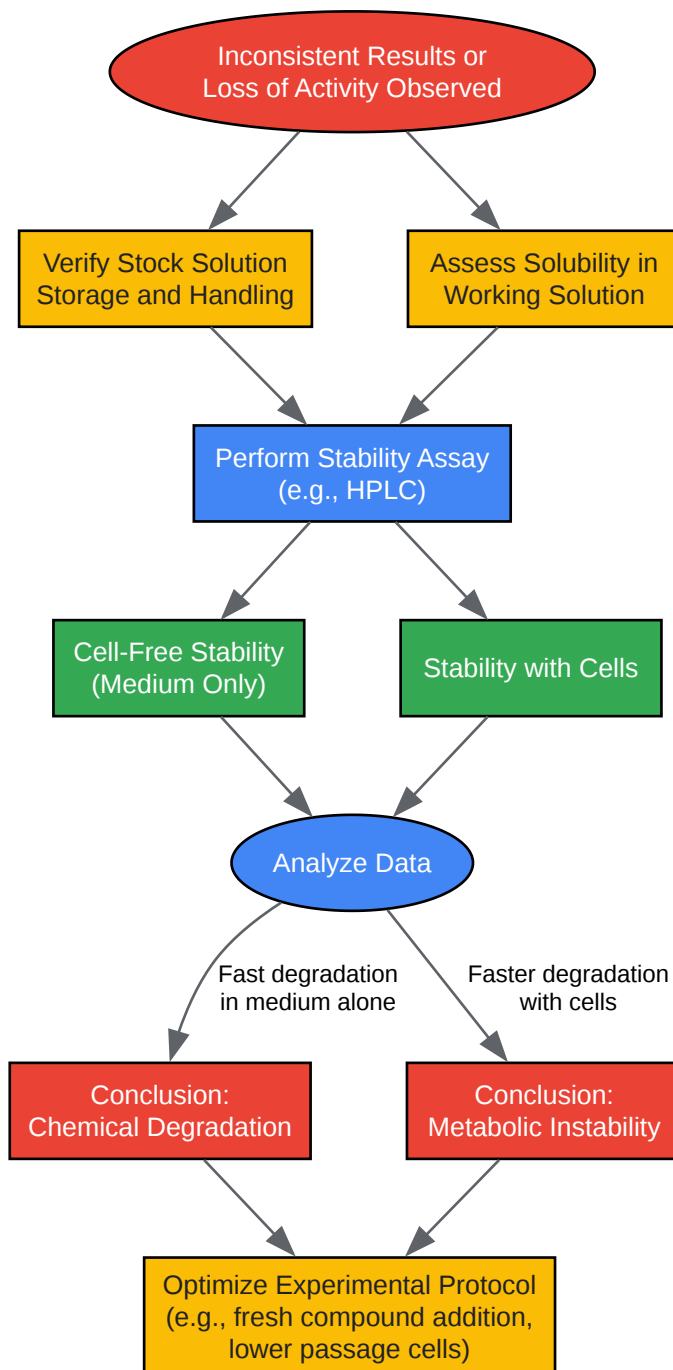 Inconsistent Results or
Loss of Activity Observed
Verify Stock Solution
Storage and Handling
Assess Solubility in
Working Solution
Perform Stability Assay
(e.g., HPLC)
Cell-Free Stability
(Medium Only)
Stability with Cells
Analyze Data
Fast degradation
in medium alone
Faster degradation
with cells
Conclusion:
Chemical Degradation
Conclusion:
Metabolic Instability
Optimize Experimental Protocol
(e.g., fresh compound addition,
lower passage cells)